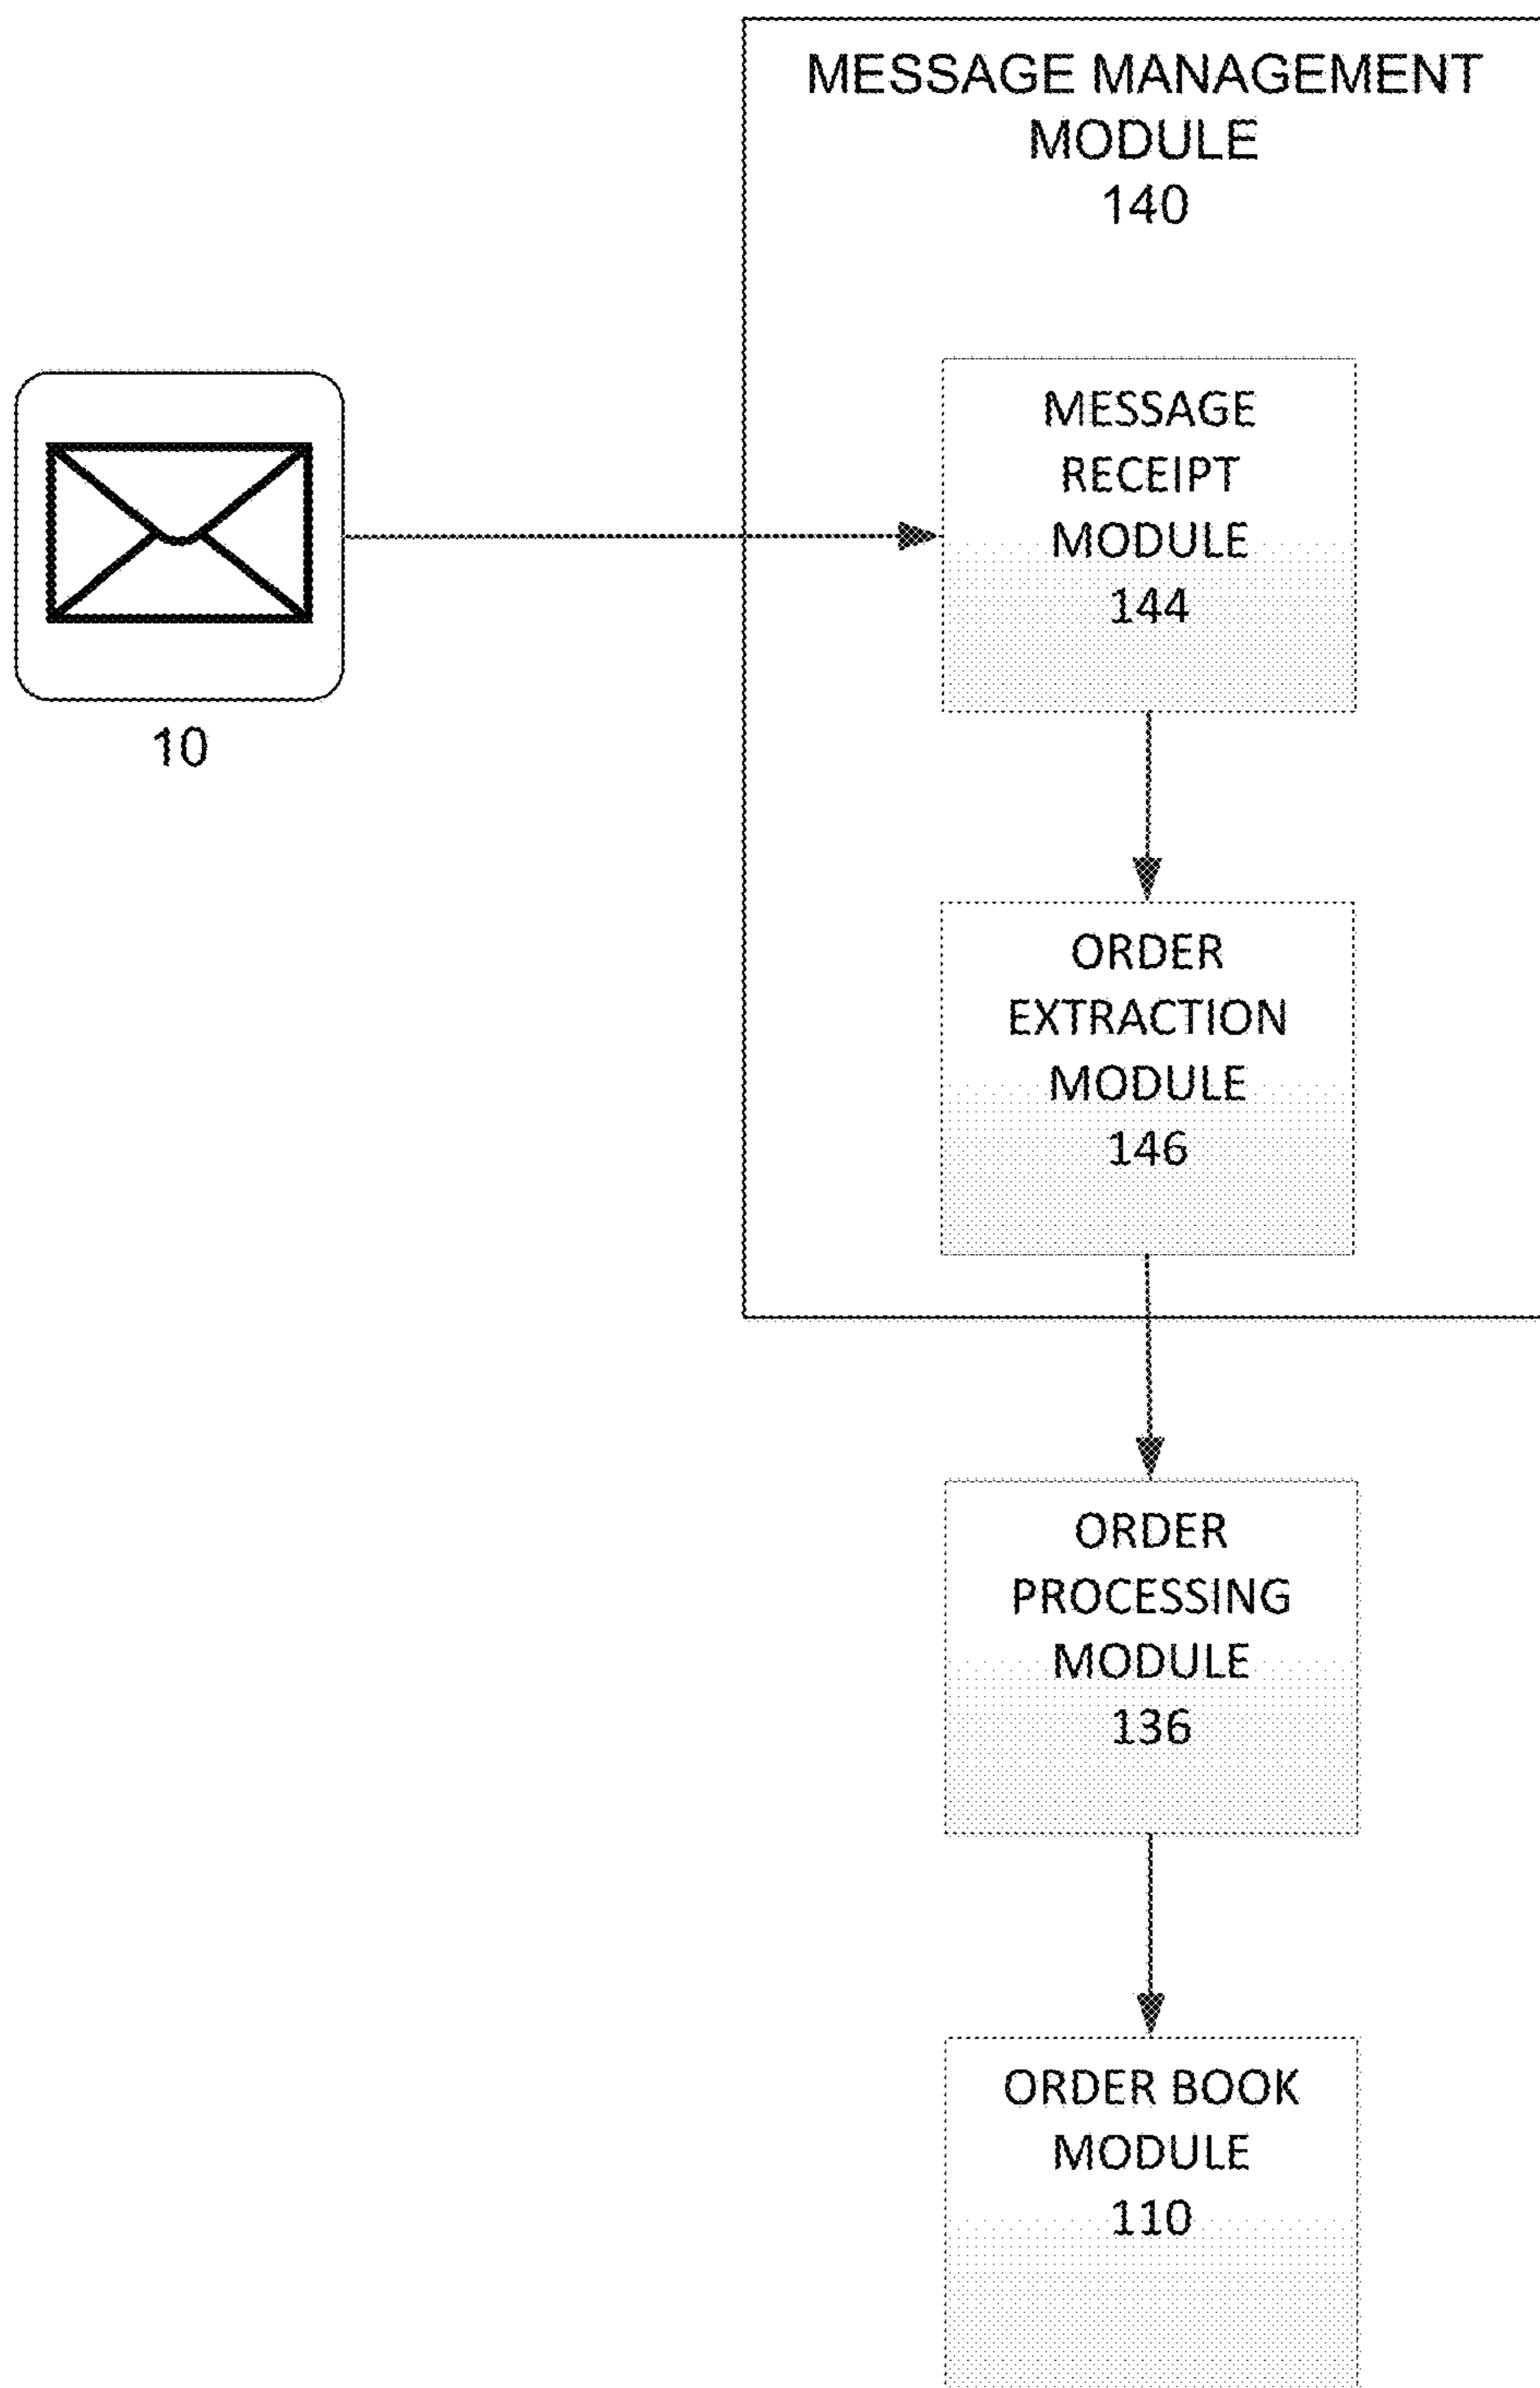 MESSAGE MANAGEMENT
MODULE
140
MESSAGE
RECEIPT
MODULE
144
10
ORDER
EXTRACTION
MODULE
146
ORDER
PROCESSING
MODULE
136
ORDER BOOK
MODULE
110